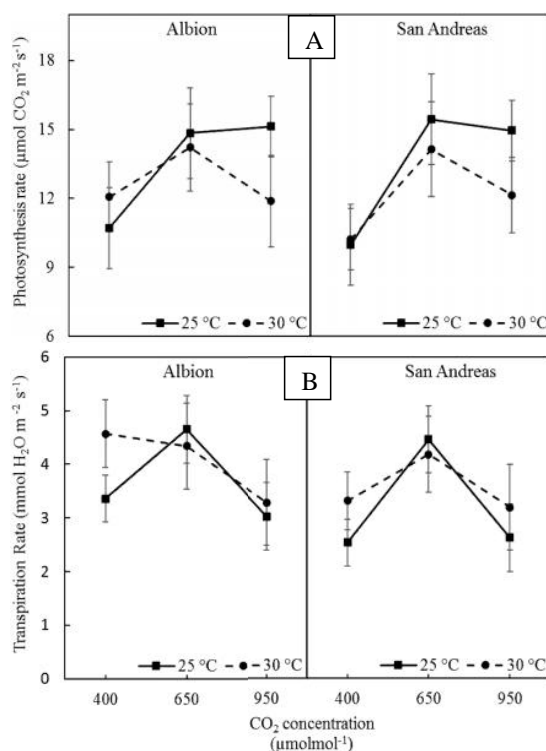 Albion A San Andreas
Photosynthesis rate (µmol CO₂ m⁻² s⁻¹)
18
15
12
9
6
25 °C 30 °C 25 °C 30 °C
Albion B San Andreas
Transpiration Rate (mmol H₂O m⁻² s⁻¹)
6
5
4
3
2
1
0
25 °C 30 °C 25 °C 30 °C
400 650 950 400 650 950
CO₂ concentration
(µmolmol⁻¹)